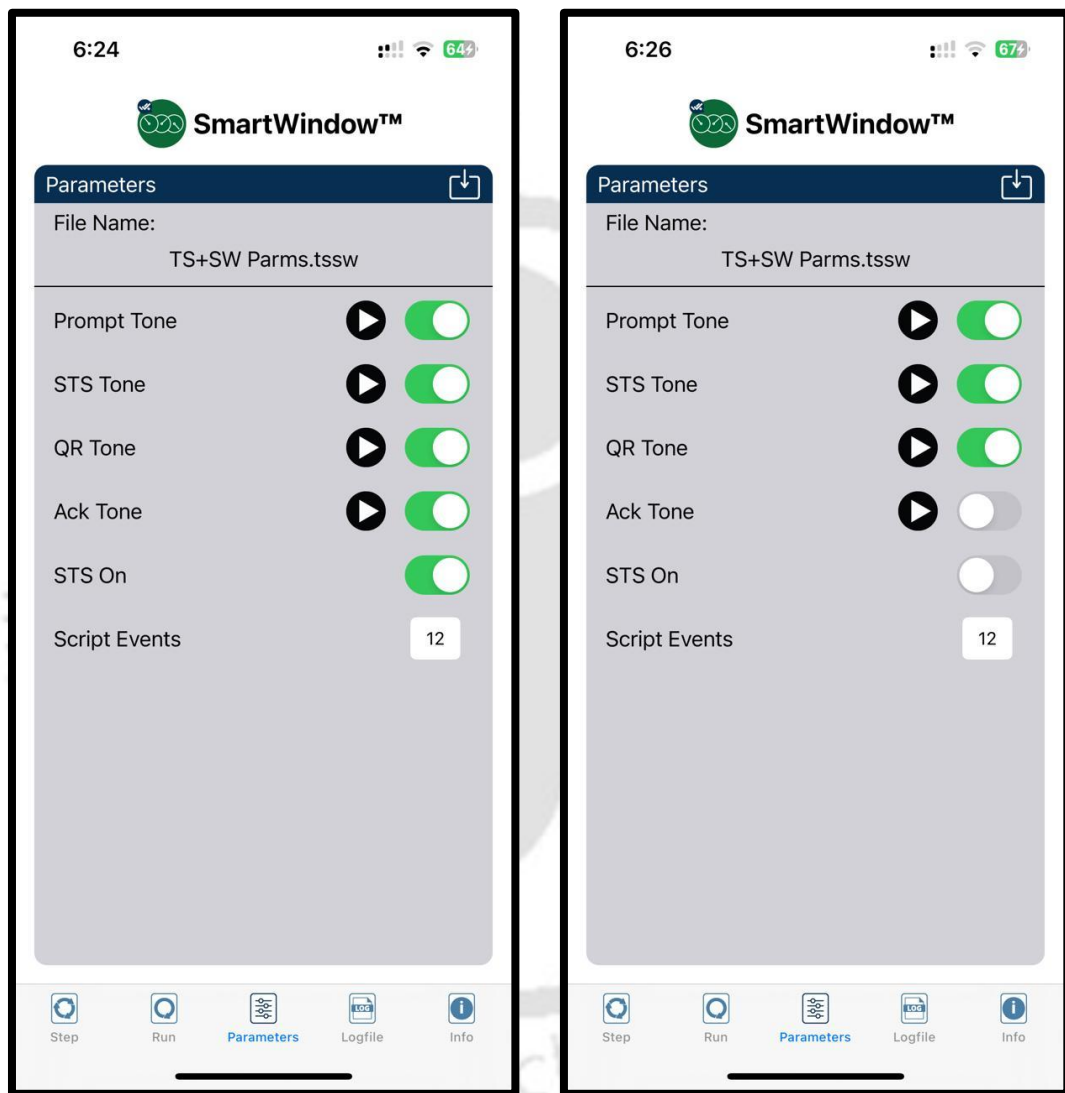 6:24
64
SmartWindow™
Parameters
File Name:
TS+SW Parms.tssw
Prompt Tone
STS Tone
QR Tone
Ack Tone
STS On
Script Events 12
LOG
Step Run Parameters Logfile Info
6:26
67
SmartWindow™
Parameters
File Name:
TS+SW Parms.tssw
Prompt Tone
STS Tone
QR Tone
Ack Tone
STS On
Script Events 12
LOG
Step Run Parameters Logfile Info